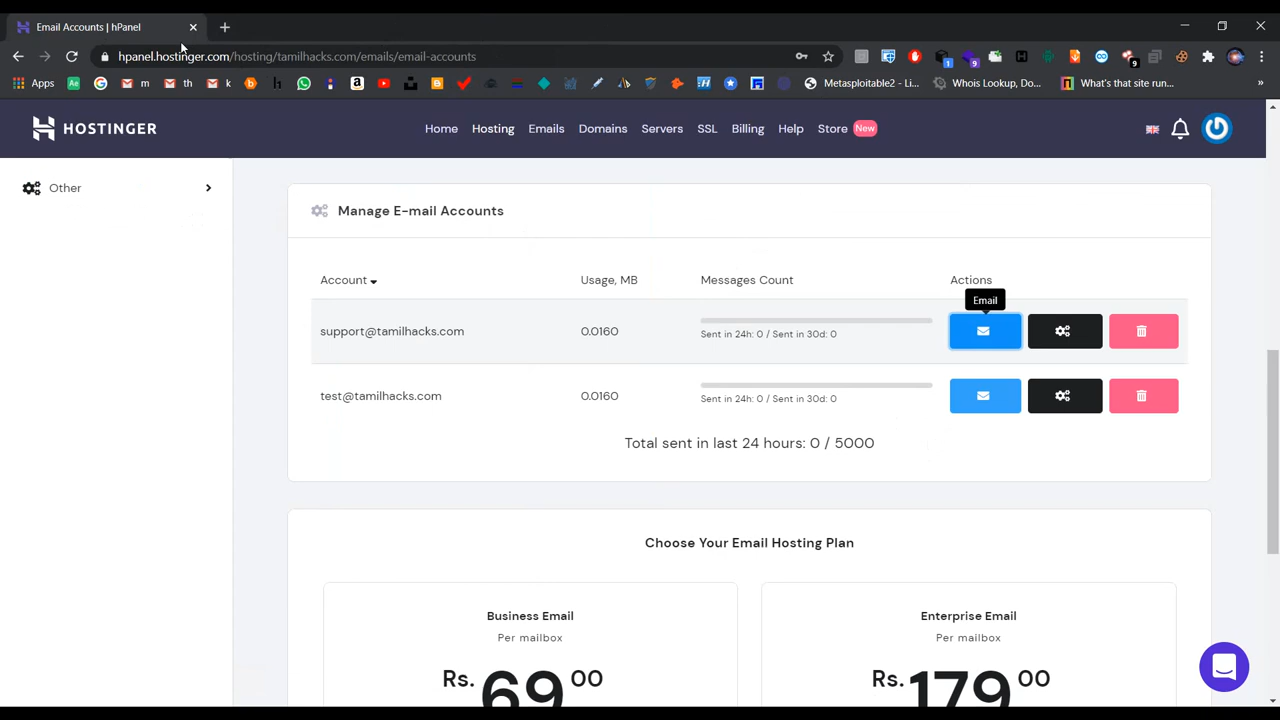 Email Accounts | hPanel
hpanel.hostinger.com/hosting/tamilhacks.com/emails/email-accounts
Apps m th k Metasploitable2 - Li... Whois Lookup, Do... What's that site run...
HOSTINGER Home Hosting Emails Domains Servers SSL Billing Help Store New
Other
Manage E-mail Accounts
Account Usage, MB Messages Count Actions
Email
support@tamilhacks.com 0.0160 Sent in 24h: 0 / Sent in 30d: 0
test@tamilhacks.com 0.0160 Sent in 24h: 0 / Sent in 30d: 0
Total sent in last 24 hours: 0 / 5000
Choose Your Email Hosting Plan
Business Email Enterprise Email
Per mailbox Per mailbox
Rs. 69 00 Rs. 179 00